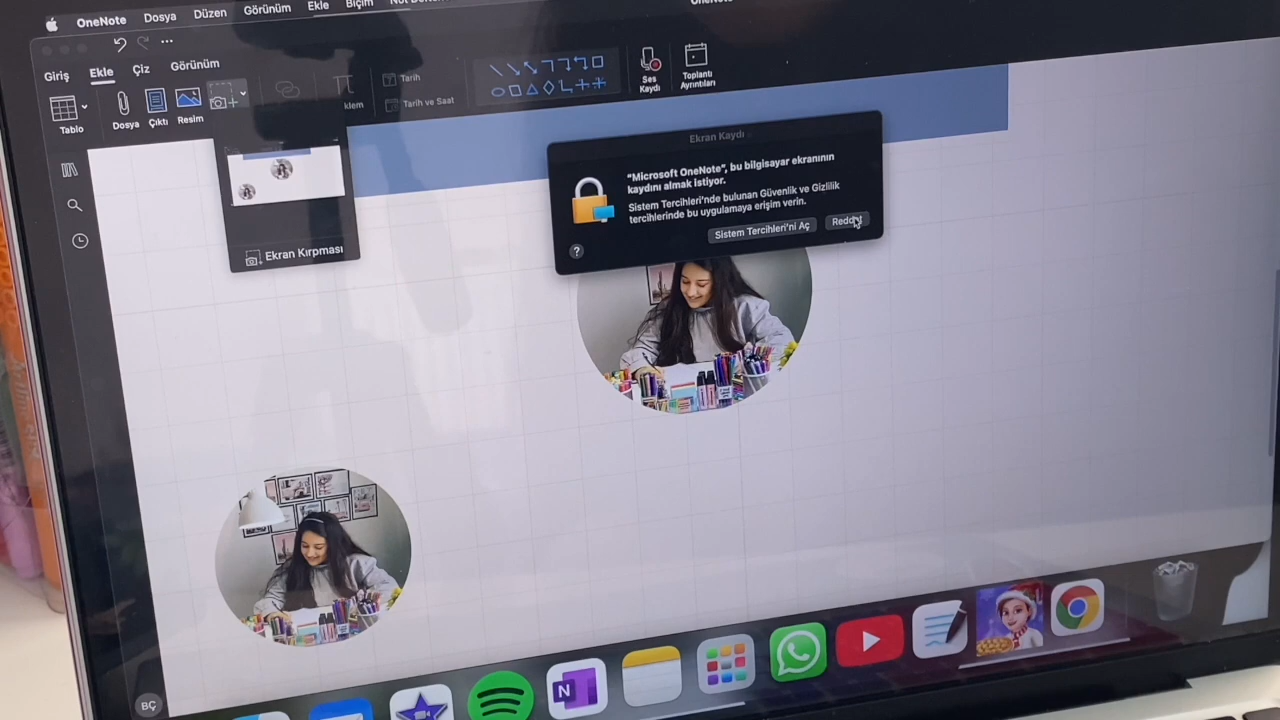 OneNote Dosya Düzen Görünüm Ekle Biçim
OneNote
Giriş Ekle Çiz Görünüm
Tablo
Dosya
Çıktı
Resim
klem
Tarih
Tarih ve Saat
Ses
Kaydı
Toplantı
Ayrıntıları
Ekran Kırpması
Ekran Kaydı
“Microsoft OneNote”, bu bilgisayar ekranının
kaydını almak istiyor.
Sistem Tercihleri’nde bulunan Güvenlik ve Gizlilik
tercihlerinde bu uygulamaya erişim verin.
?
Sistem Tercihleri’ni Aç
Reddet
BÇ
N